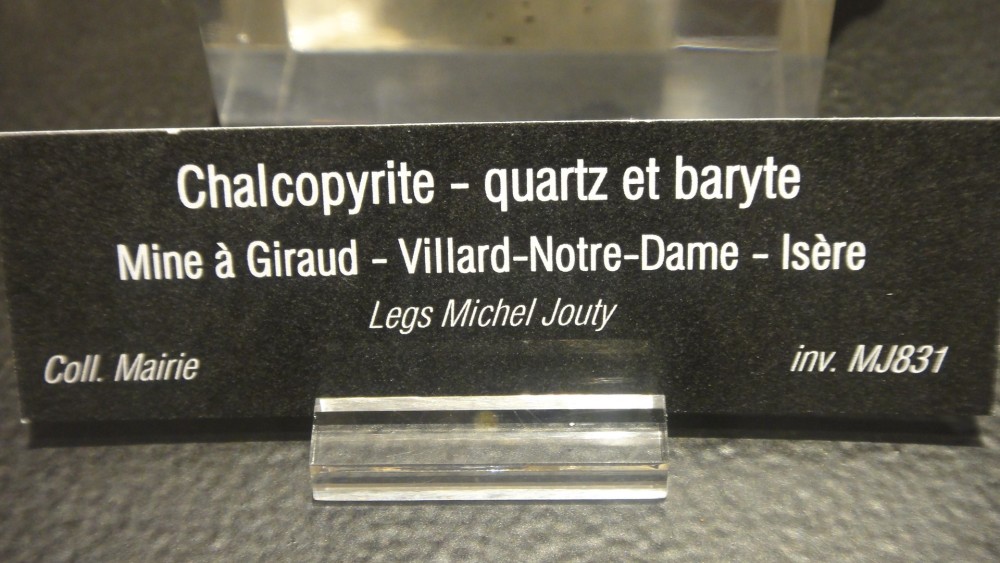 Chalcopyrite - quartz et baryte
Mine à Giraud - Villard-Notre-Dame - Isère
Legs Michel Jouty
Coll. Mairie inv. MJ831